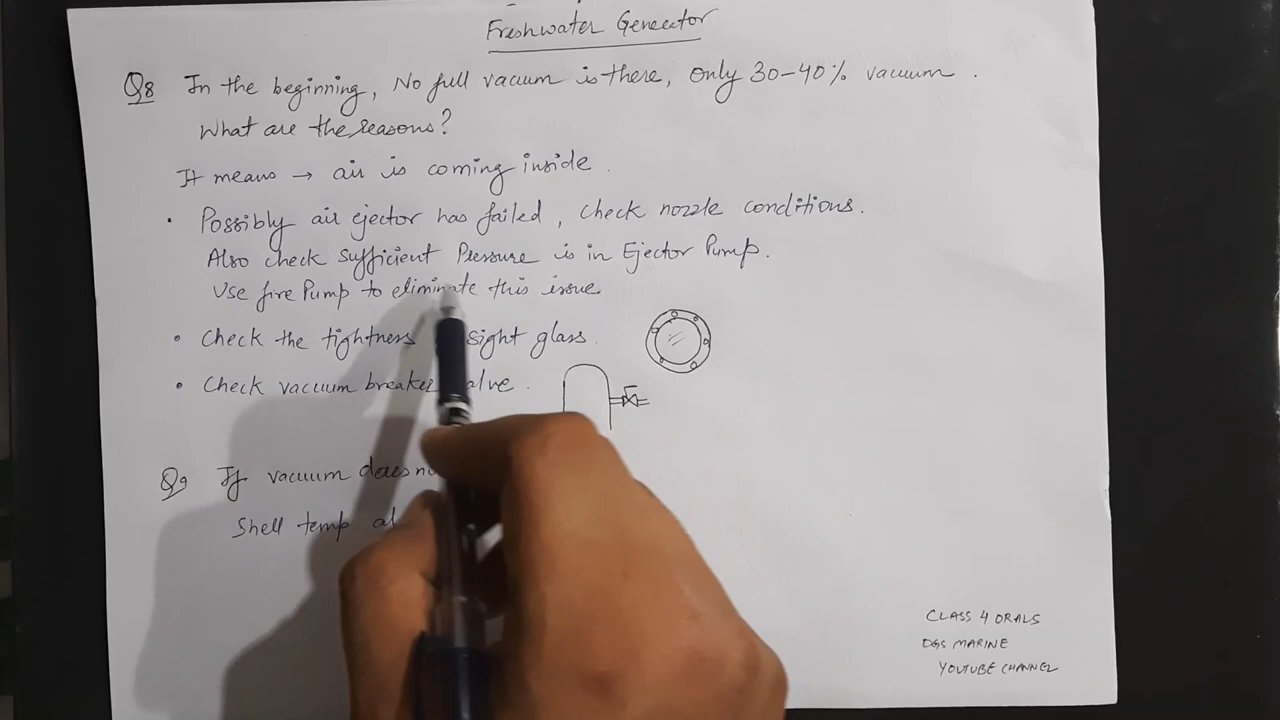 Freshwater Generator
Q8 In the beginning, No full vacuum is there, Only 30-40% vacuum.
What are the reasons?
It means → air is coming inside.
• Possibly air ejector has failed, Check nozzle conditions.
Also check sufficient Pressure is in Ejector Pump.
Use fire Pump to eliminate this issue
• Check the tightness sight glass.
• Check vacuum breaker valve.
Q9 If vacuum does
Shell temp
CLASS 4 ORALS
DGS MARINE
YOUTUBE CHANNEL